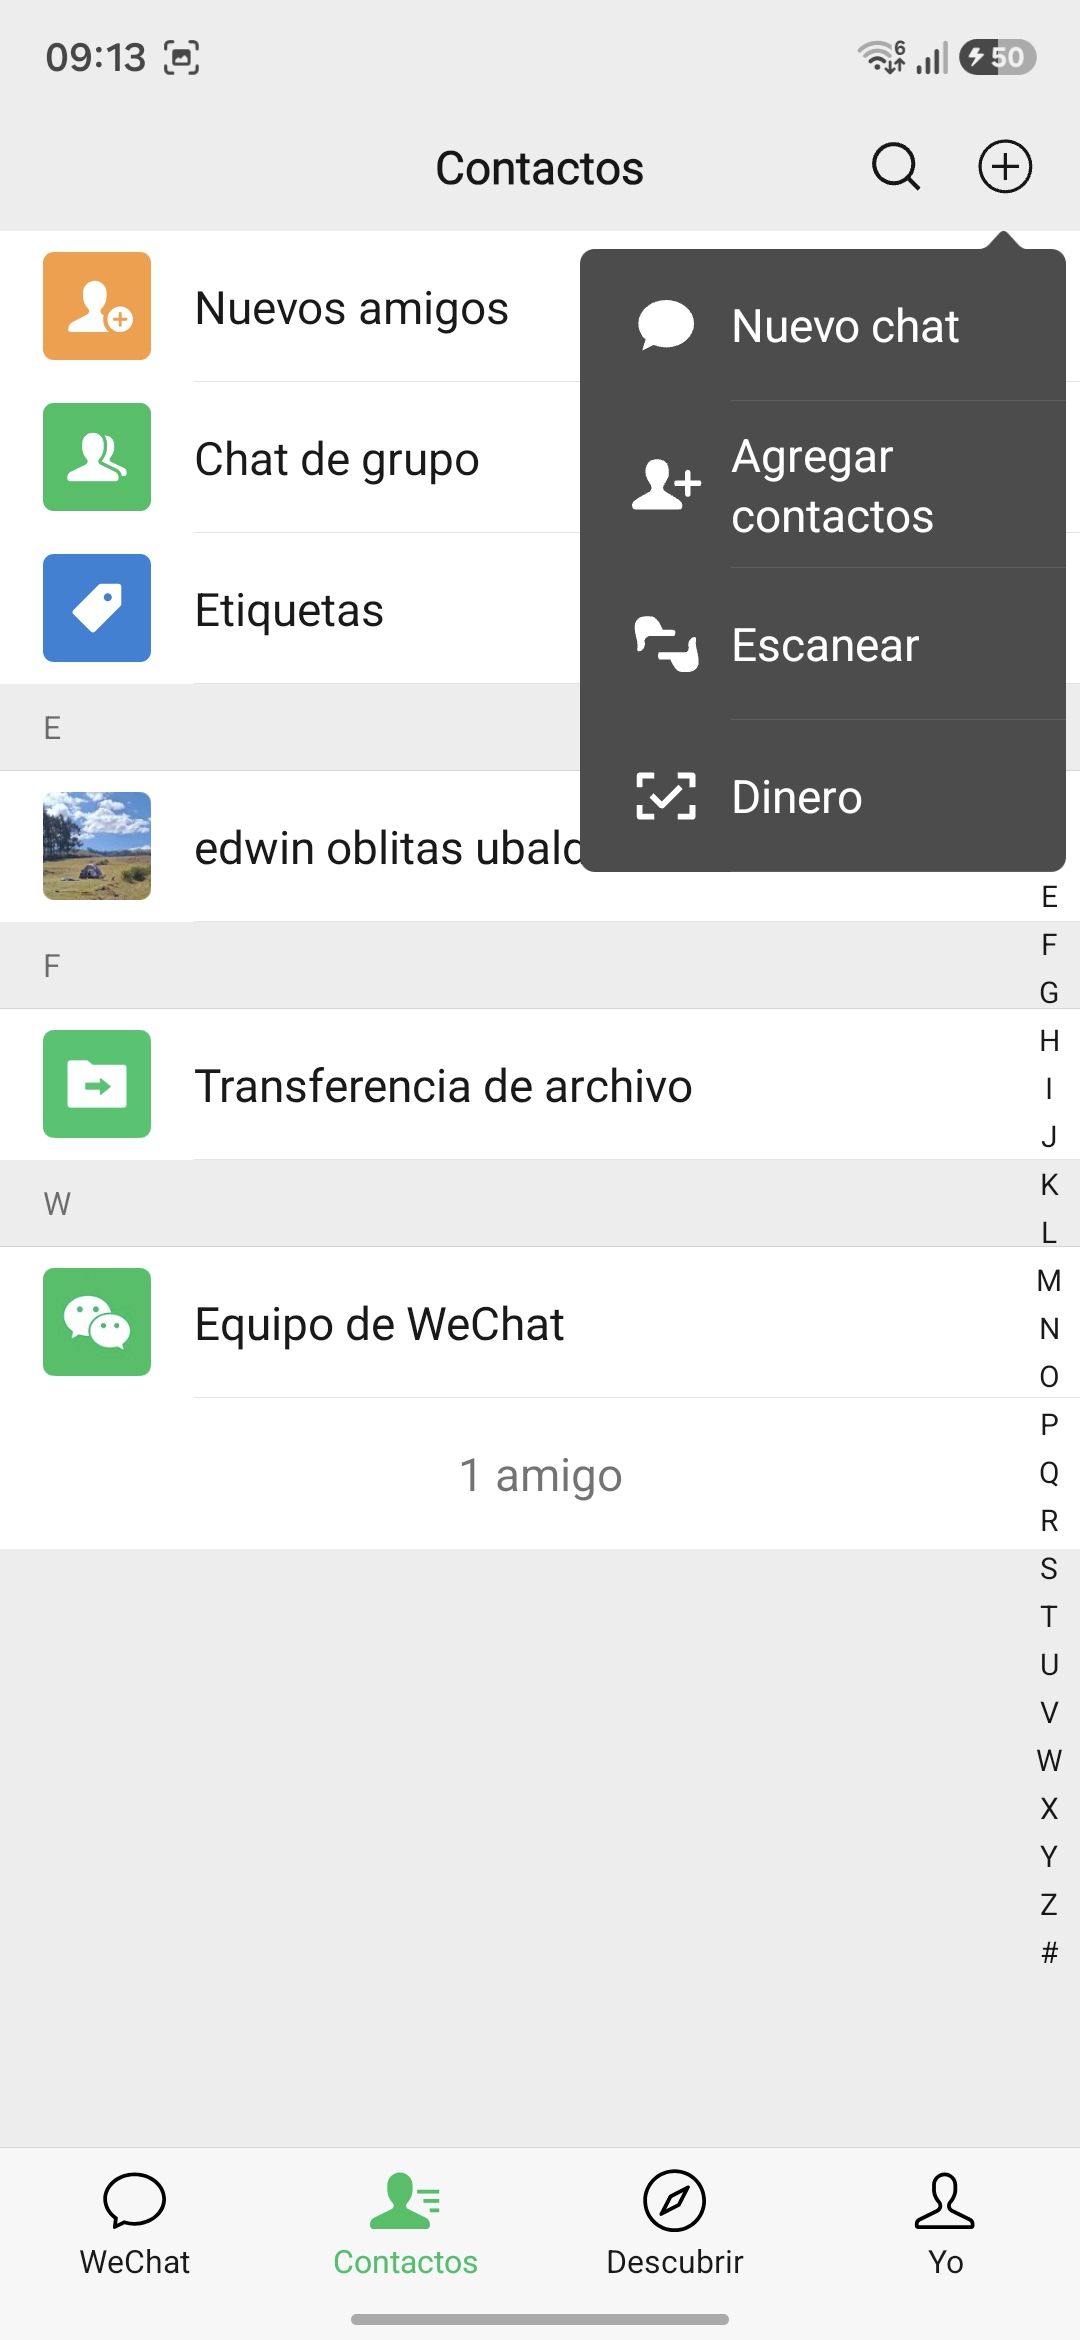 09:13
6
50
Contactos
Nuevos amigos
Nuevo chat
Chat de grupo
Agregar
contactos
Etiquetas
Escanear
Dinero
E
edwin oblitas
F
Transferencia de archivo
W
Equipo de WeChat
1 amigo
E
F
G
H
I
J
K
L
M
N
O
P
Q
R
S
T
U
V
W
X
Y
Z
#
WeChat
Contactos
Descubrir
Yo